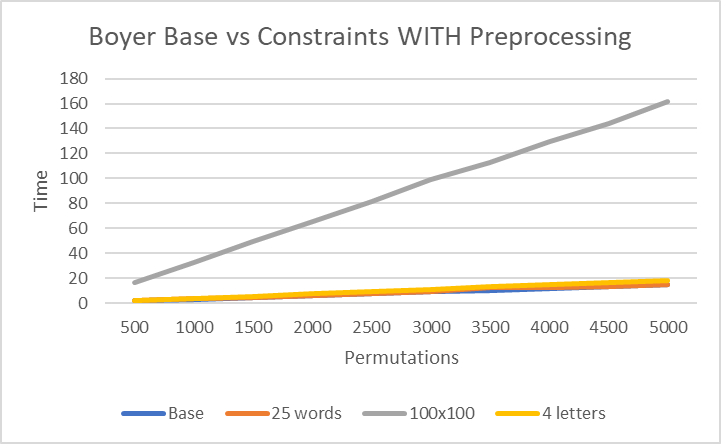 Boyer Base vs Constraints WITH Preprocessing
180
160
140
120
100
80
60
40
20
0
Time
500 1000 1500 2000 2500 3000 3500 4000 4500 5000
Permutations
Base 25 words 100x100 4 letters